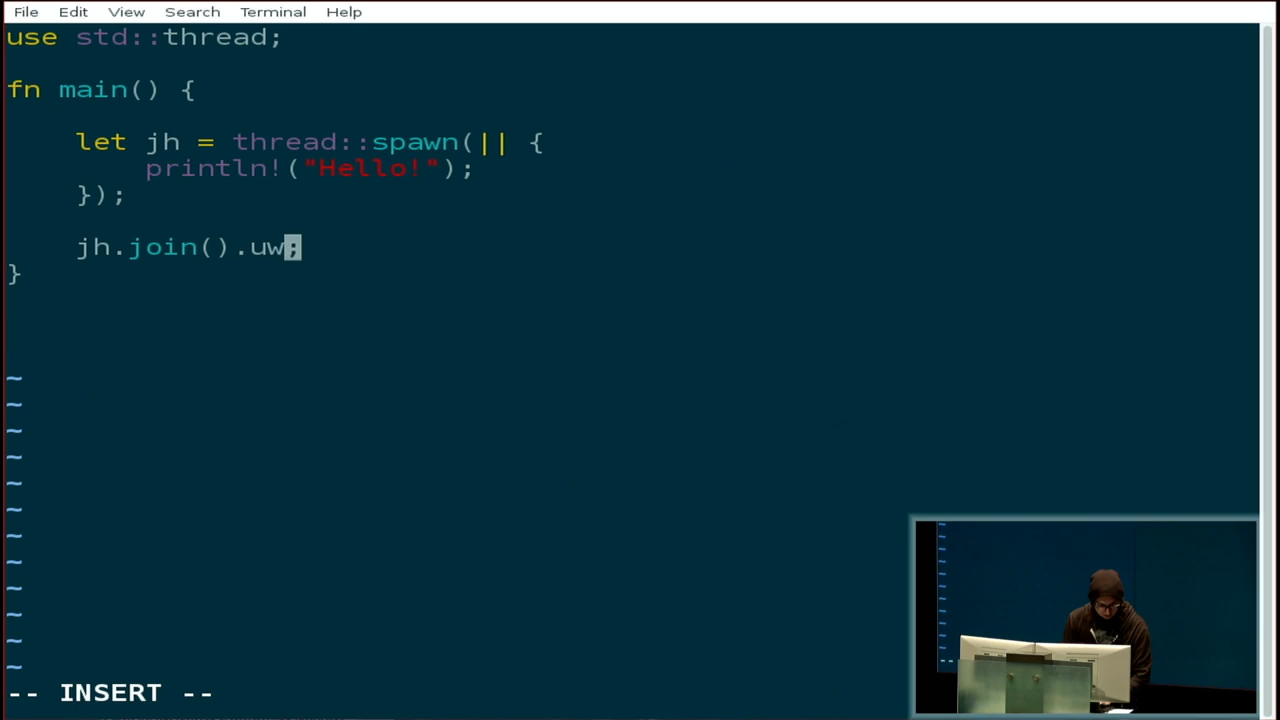 File Edit View Search Terminal Help
use std::thread;
fn main() {
let jh = thread::spawn(|| {
println!("Hello!");
});
jh.join().uw;
}
~
~
~
~
~
~
~
~
~
~
~
~
-- INSERT --